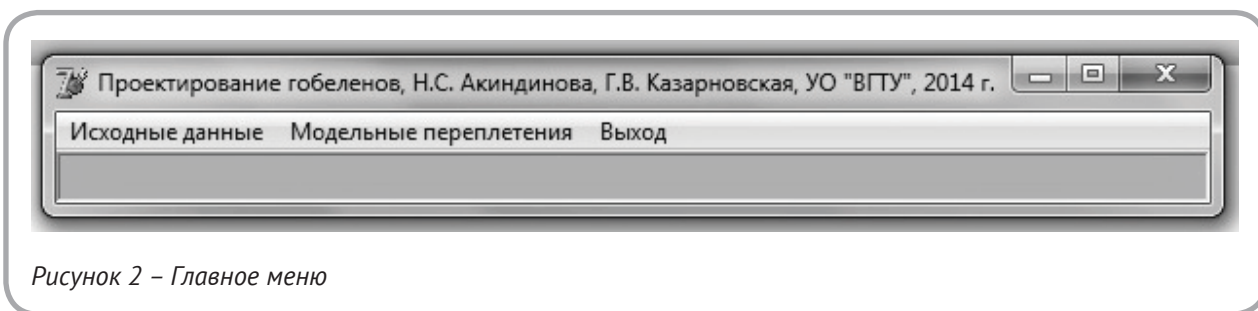 Проектирование гобеленов, Н.С. Акиндинова, Г.В. Казарновская, УО "ВГТУ", 2014 г.
Исходные данные Модельные переплетения Выход
Рисунок 2 – Главное меню